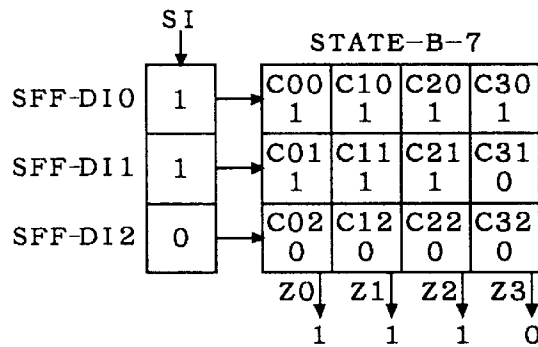 SI
STATE-B-7
SFF-DI0 1 C00 C10 C20 C30
1 1 1 1
SFF-DI1 1 C01 C11 C21 C31
1 1 1 0
SFF-DI2 0 C02 C12 C22 C32
0 0 0 0
Z0 Z1 Z2 Z3
1 1 1 0